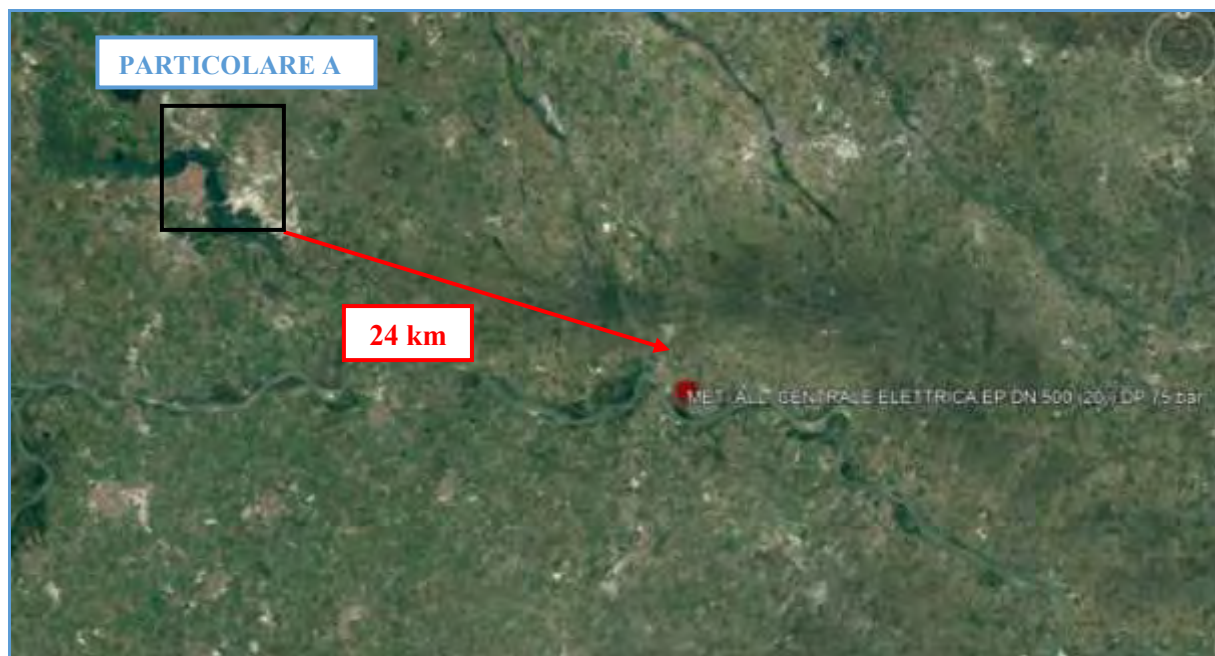 PARTICOLARE A
24 km
MET. ALL. CENTRALE ELETTRICA EP DN 500 (20") DP 75 bar